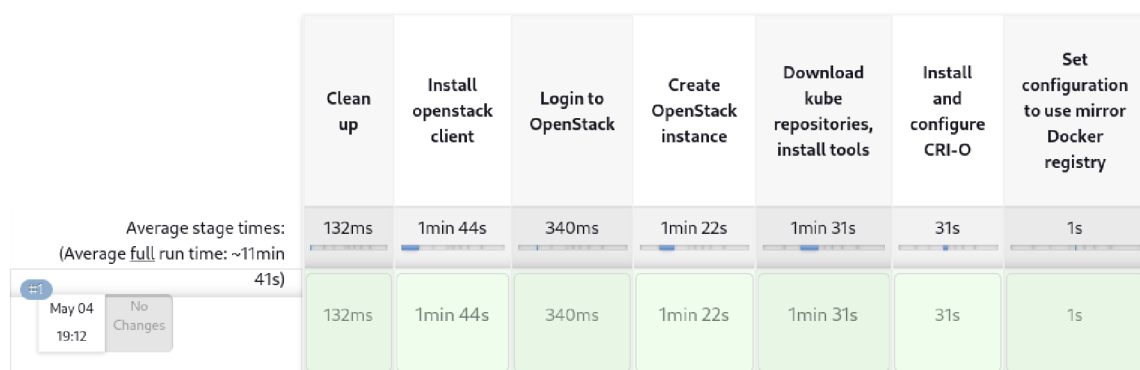 Clean
up
Install
openstack
client
Login to
OpenStack
Create
OpenStack
instance
Download
kube
repositories,
install tools
Install
and
configure
CRI-O
Set
configuration
to use mirror
Docker
registry
Average stage times:
(Average full run time: ~11min
41s)
132ms
1min 44s
340ms
1min 22s
1min 31s
31s
1s
#1
May 04
19:12
No
Changes
132ms
1min 44s
340ms
1min 22s
1min 31s
31s
1s